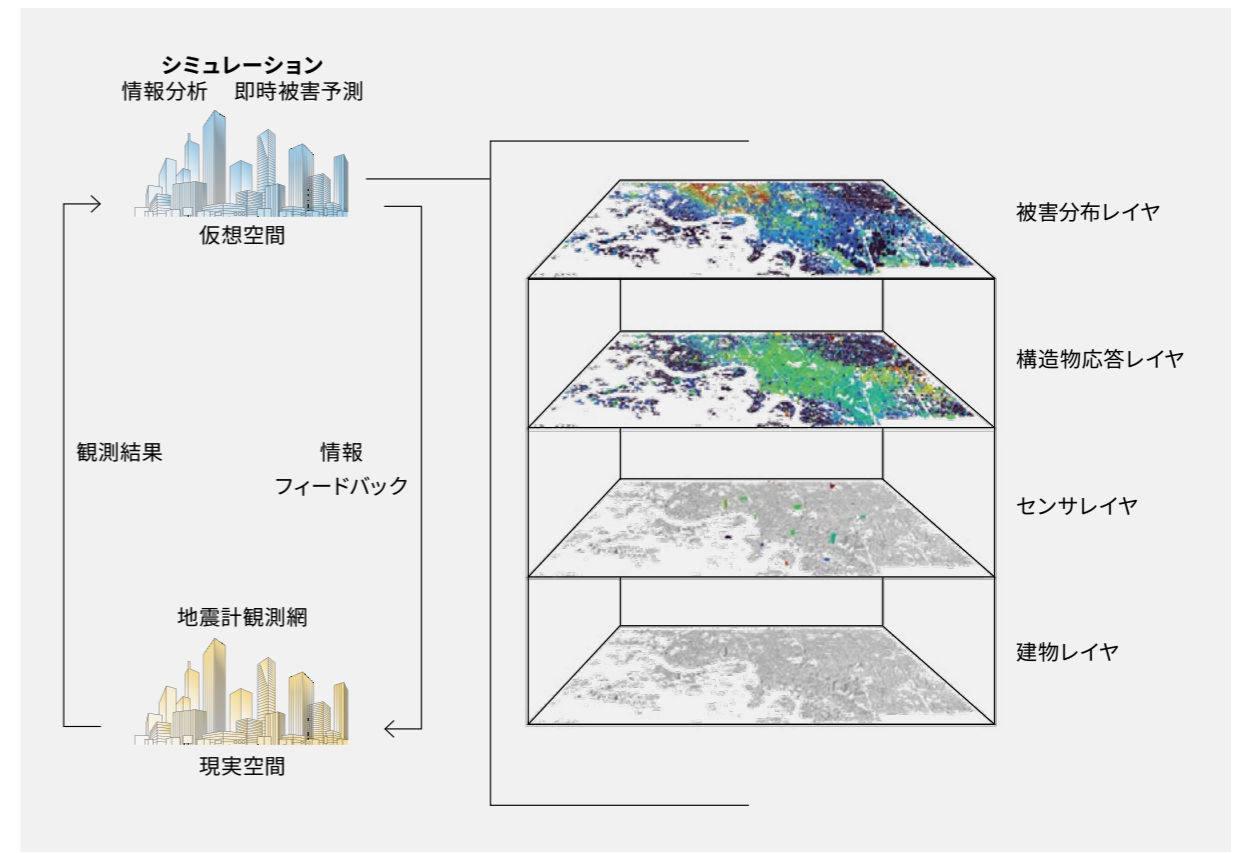 シミュレーション
情報分析　即時被害予測
仮想空間
観測結果
情報
フィードバック
地震計観測網
現実空間
被害分布レイヤ
構造物応答レイヤ
センサレイヤ
建物レイヤ